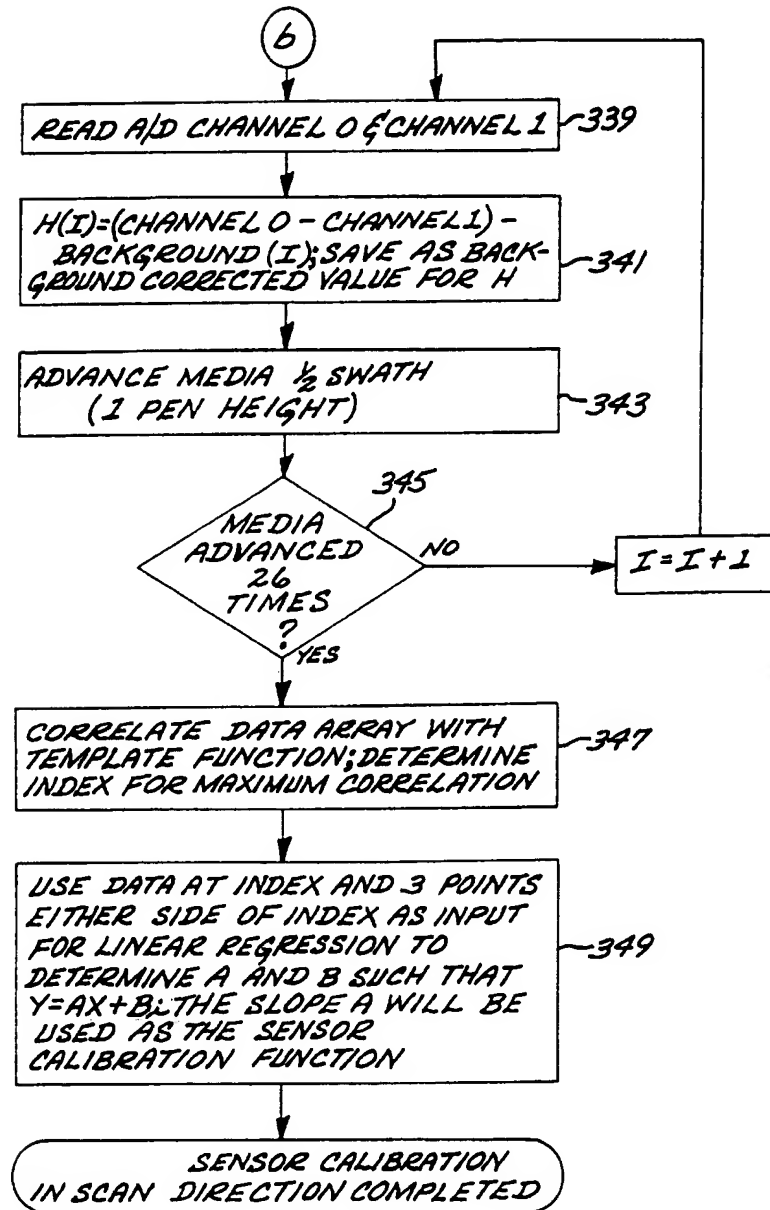 b
READ A/D CHANNEL 0 & CHANNEL 1
339
H(I)=(CHANNEL 0 - CHANNEL 1) -
BACKGROUND (I); SAVE AS BACK-
GROUND CORRECTED VALUE FOR H
341
ADVANCE MEDIA 1/2 SWATH
(1 PEN HEIGHT)
343
345
MEDIA
ADVANCED
26
TIMES
?
NO
I = I + 1
YES
CORRELATE DATA ARRAY WITH
TEMPLATE FUNCTION; DETERMINE
INDEX FOR MAXIMUM CORRELATION
347
USE DATA AT INDEX AND 3 POINTS
EITHER SIDE OF INDEX AS INPUT
FOR LINEAR REGRESSION TO
DETERMINE A AND B SUCH THAT
Y=AX+B; THE SLOPE A WILL BE
USED AS THE SENSOR
CALIBRATION FUNCTION
349
SENSOR CALIBRATION
IN SCAN DIRECTION COMPLETED